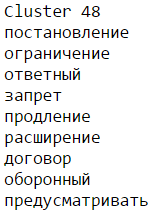 Cluster 48
постановление
ограничение
ответный
запрет
продление
расширение
договор
оборонный
предусматривать